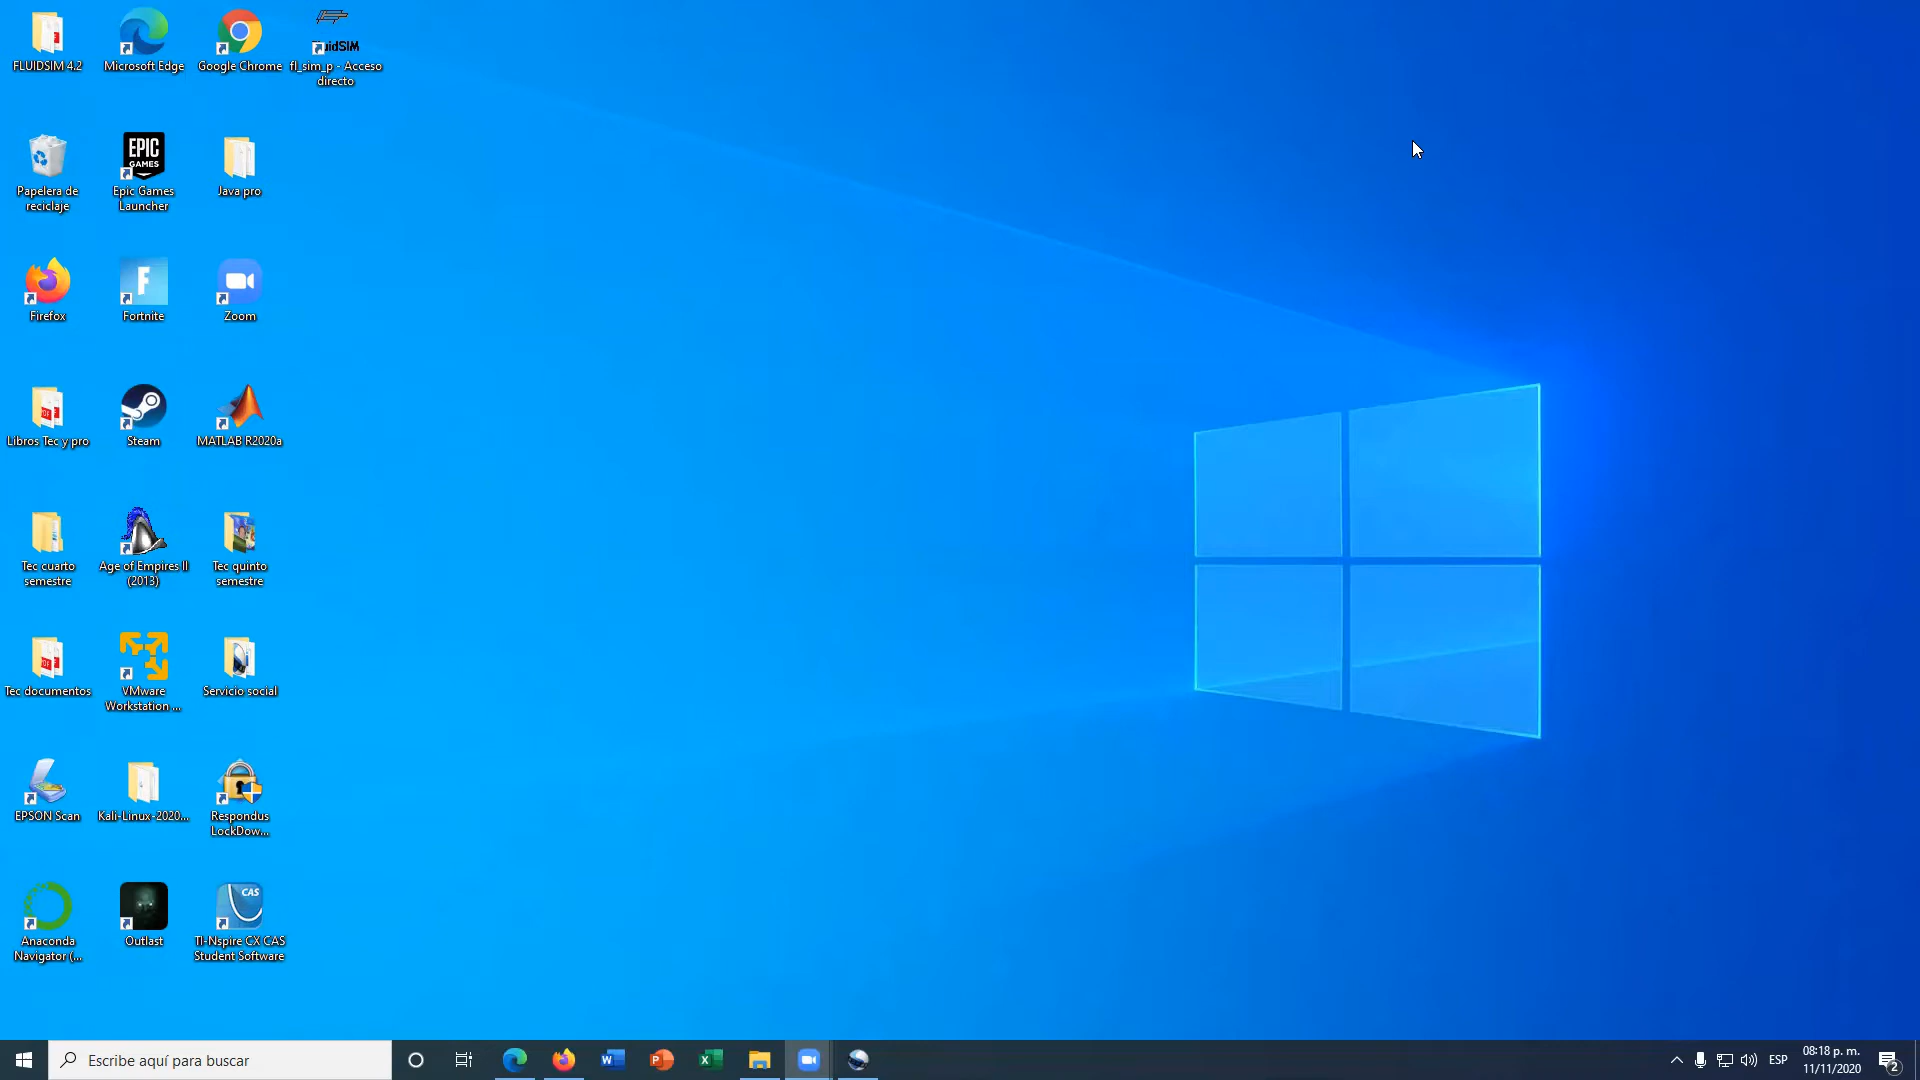 FLUIDSIM 4.2
Microsoft Edge
Google Chrome
fl_sim_p - Acceso
directo
Papelera de
reciclaje
EPIC
GAMES
Epic Games
Launcher
Java pro
Firefox
F
Fortnite
Zoom
Libros Tec y pro
Steam
MATLAB R2020a
Tec cuarto
semestre
Age of Empires II
(2013)
Tec quinto
semestre
Tec documentos
VMware
Workstation ...
Servicio social
EPSON Scan
Kali-Linux-2020...
Respondus
LockDow...
Anaconda
Navigator (...
Outlast
CAS
TI-Nspire CX CAS
Student Software
Escribe aquí para buscar
W
P
X
ESP
08:18 p. m.
11/11/2020
2